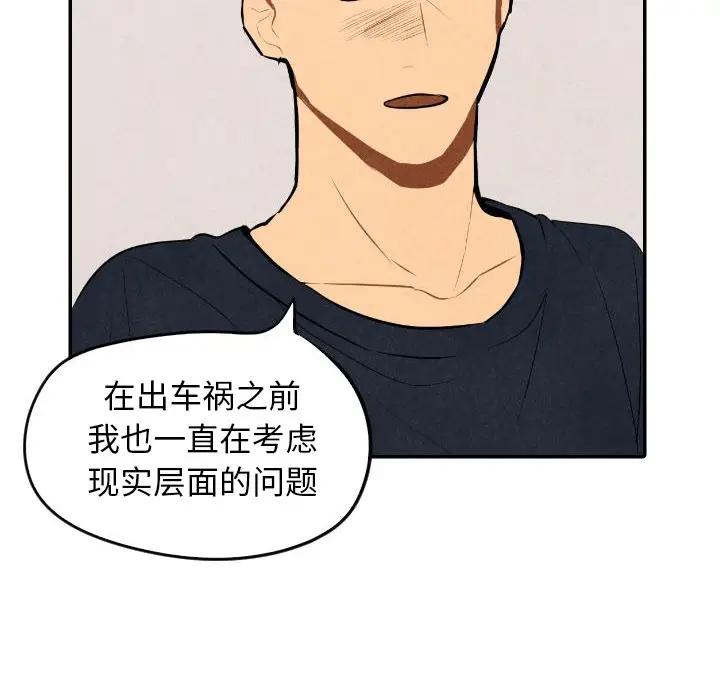 在出车祸之前
我也一直在考虑
现实层面的问题